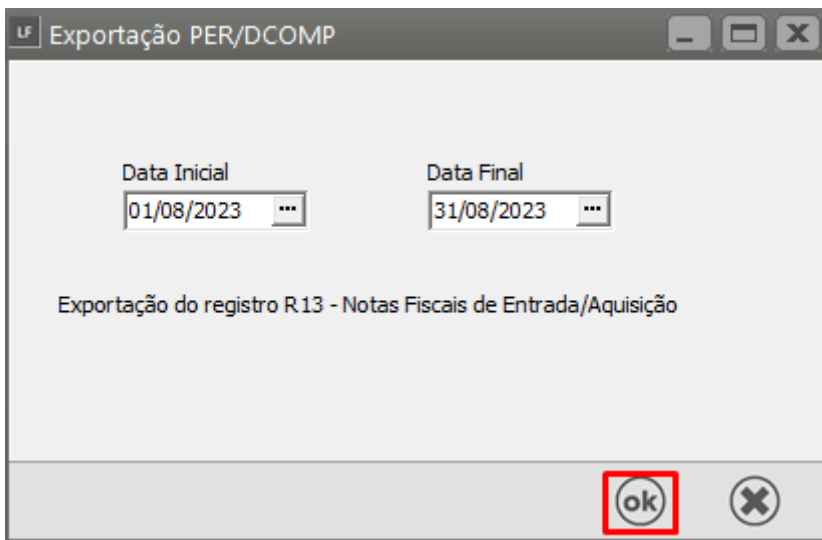 LF Exportação PER/DCOMP
Data Inicial Data Final
01/08/2023 ... 31/08/2023 ...
Exportação do registro R13 - Notas Fiscais de Entrada/Aquisição
ok